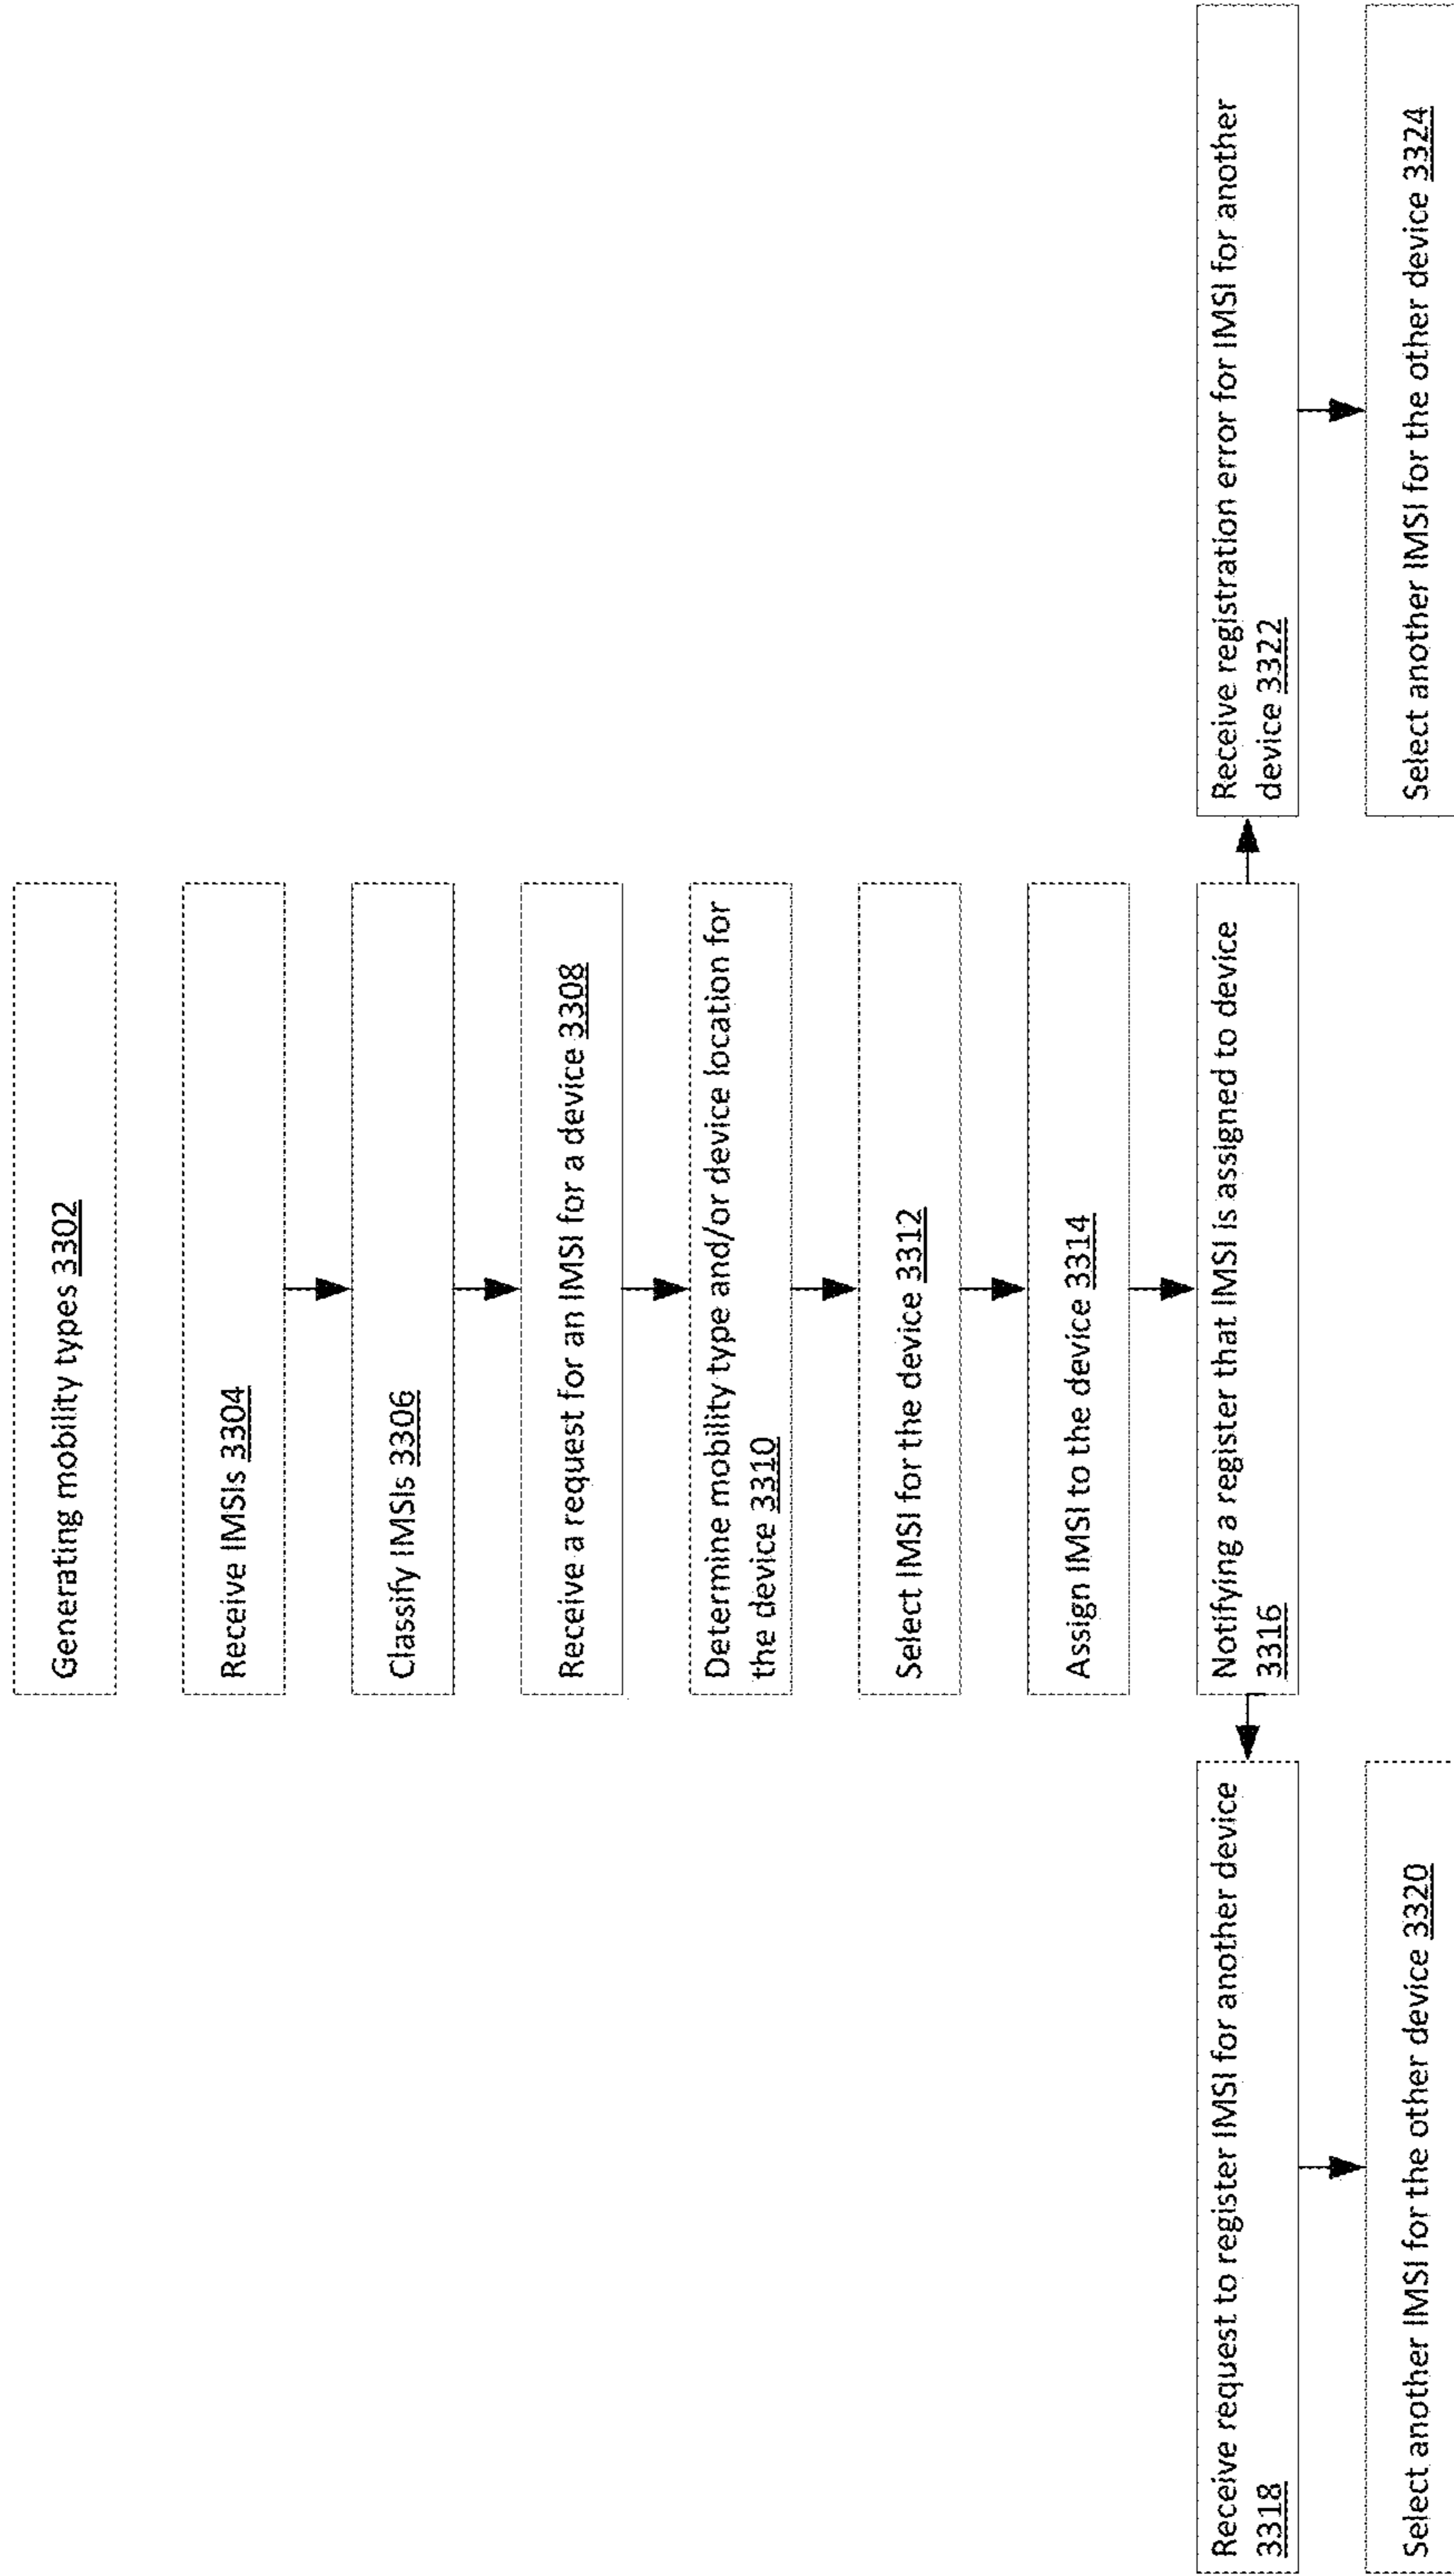 Generating mobility types 3302
Receive IMSIs 3304
Classify IMSIs 3306
Receive a request for an IMSI for a device 3308
Determine mobility type and/or device location for
the device 3310
Select IMSI for the device 3312
Assign IMSI to the device 3314
Notifying a register that IMSI is assigned to device
3316
Receive request to register IMSI for another device
3318
Select another IMSI for the other device 3320
Receive registration error for IMSI for another
device 3322
Select another IMSI for the other device 3324